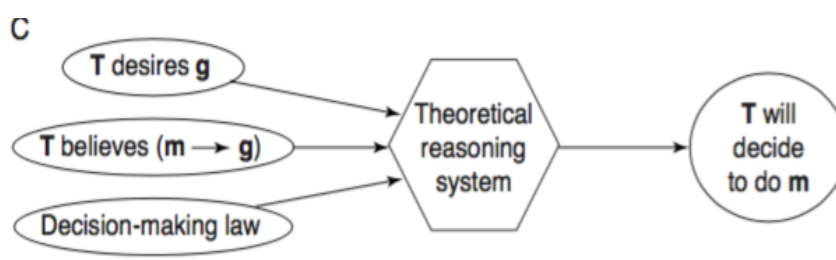 C
T desires g
T believes (m → g)
Decision-making law
Theoretical
reasoning
system
T will
decide
to do m